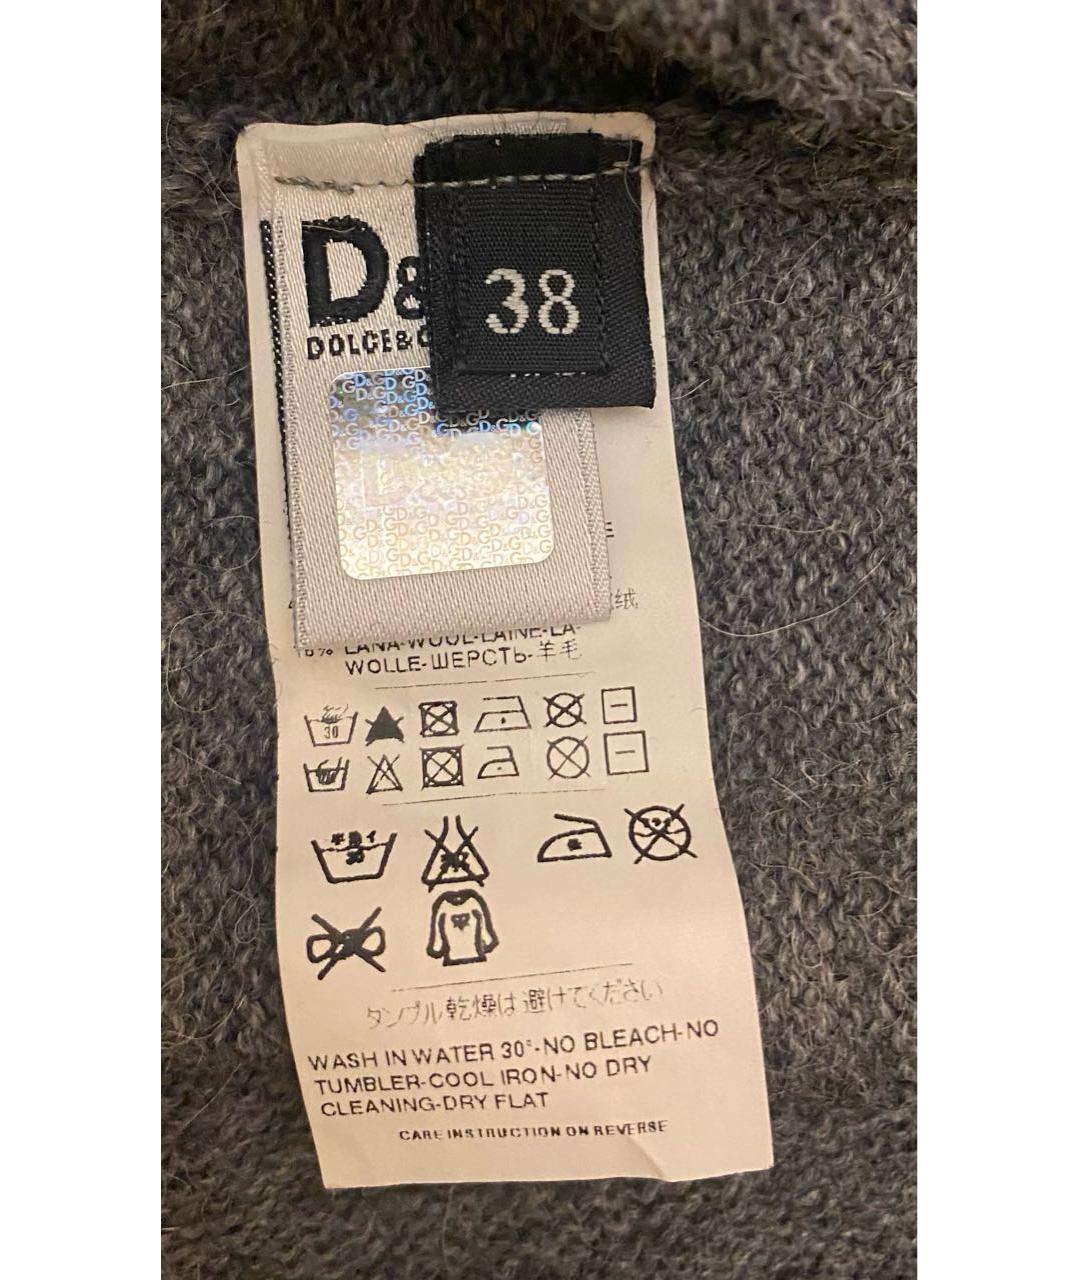 D&
DOLCE&G
38
绒
LANA-WOOL-LAINE-LA-
WOLLE-ШЕРСТЬ-羊毛
30
タンブル乾燥は避けてください
WASH IN WATER 30°-NO BLEACH-NO
TUMBLER-COOL IRON-NO DRY
CLEANING-DRY FLAT
CARE INSTRUCTION ON REVERSE